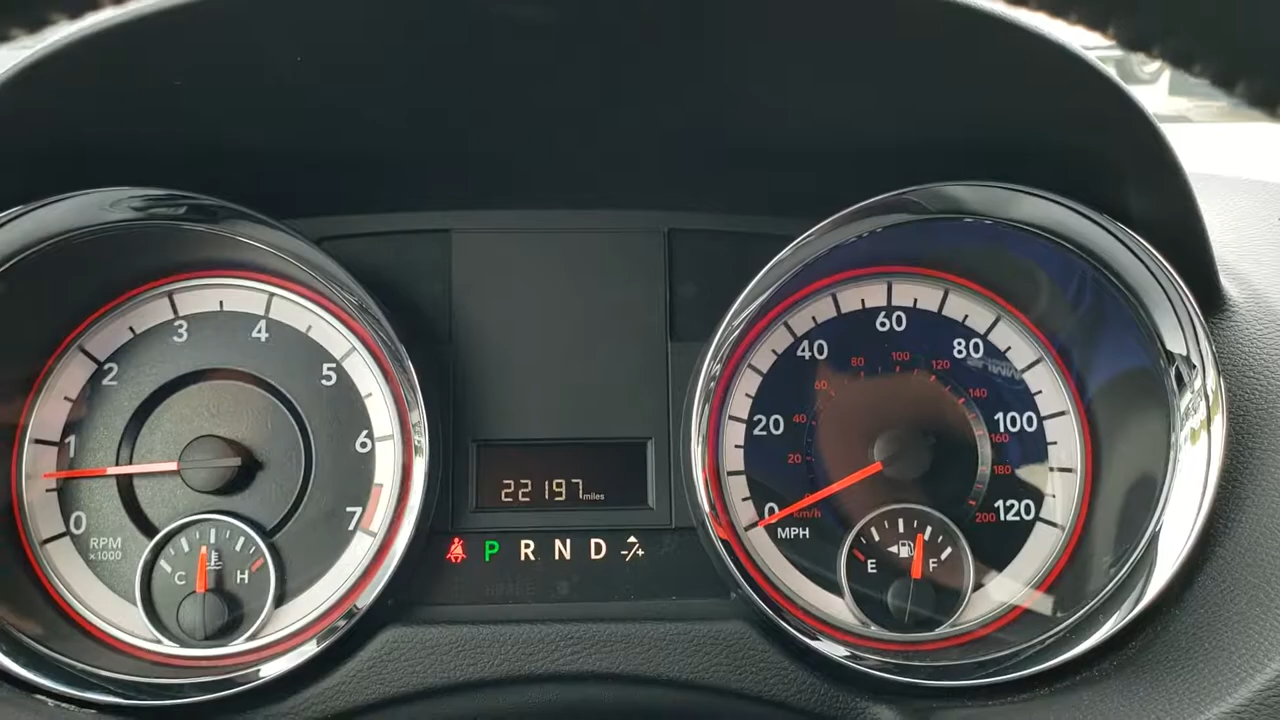 0 1 2 3 4 5 6 7
RPM
x1000
C H
22197 miles
P R N D -/+
0 20 40 60 80 100 120
MPH
20 40 60 80 100 120 140 160 180 200
km/h
E F